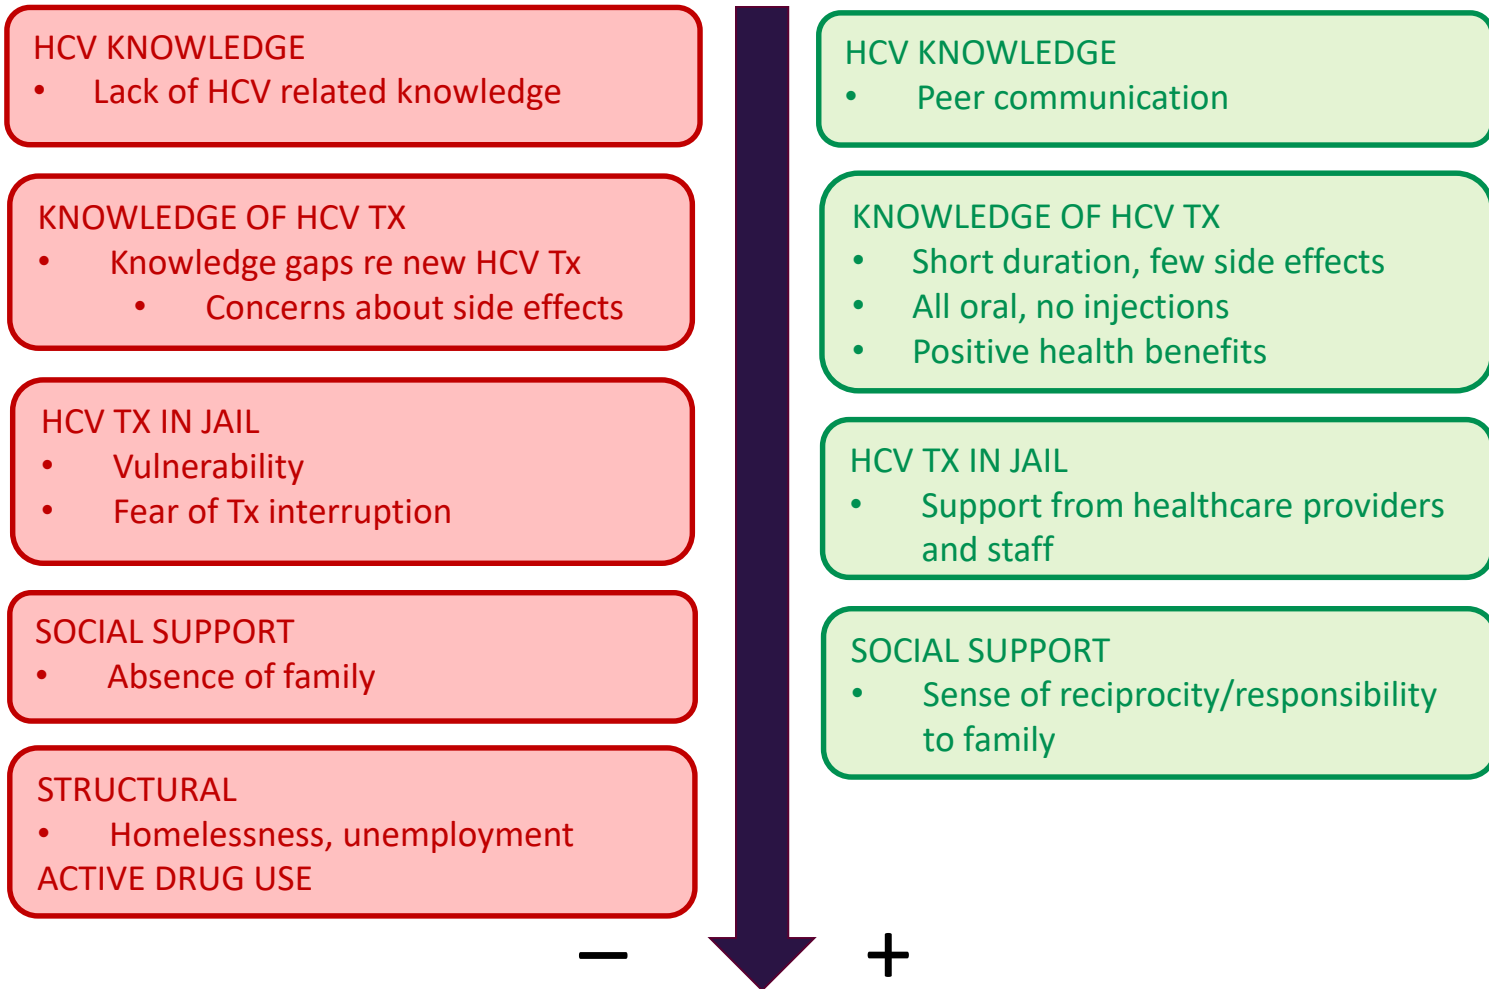 HCV KNOWLEDGE
• Lack of HCV related knowledge
KNOWLEDGE OF HCV TX
• Knowledge gaps re new HCV Tx
• Concerns about side effects
HCV TX IN JAIL
• Vulnerability
• Fear of Tx interruption
SOCIAL SUPPORT
• Absence of family
STRUCTURAL
• Homelessness, unemployment
ACTIVE DRUG USE
–
HCV KNOWLEDGE
• Peer communication
KNOWLEDGE OF HCV TX
• Short duration, few side effects
• All oral, no injections
• Positive health benefits
HCV TX IN JAIL
• Support from healthcare providers
and staff
SOCIAL SUPPORT
• Sense of reciprocity/responsibility
to family
+